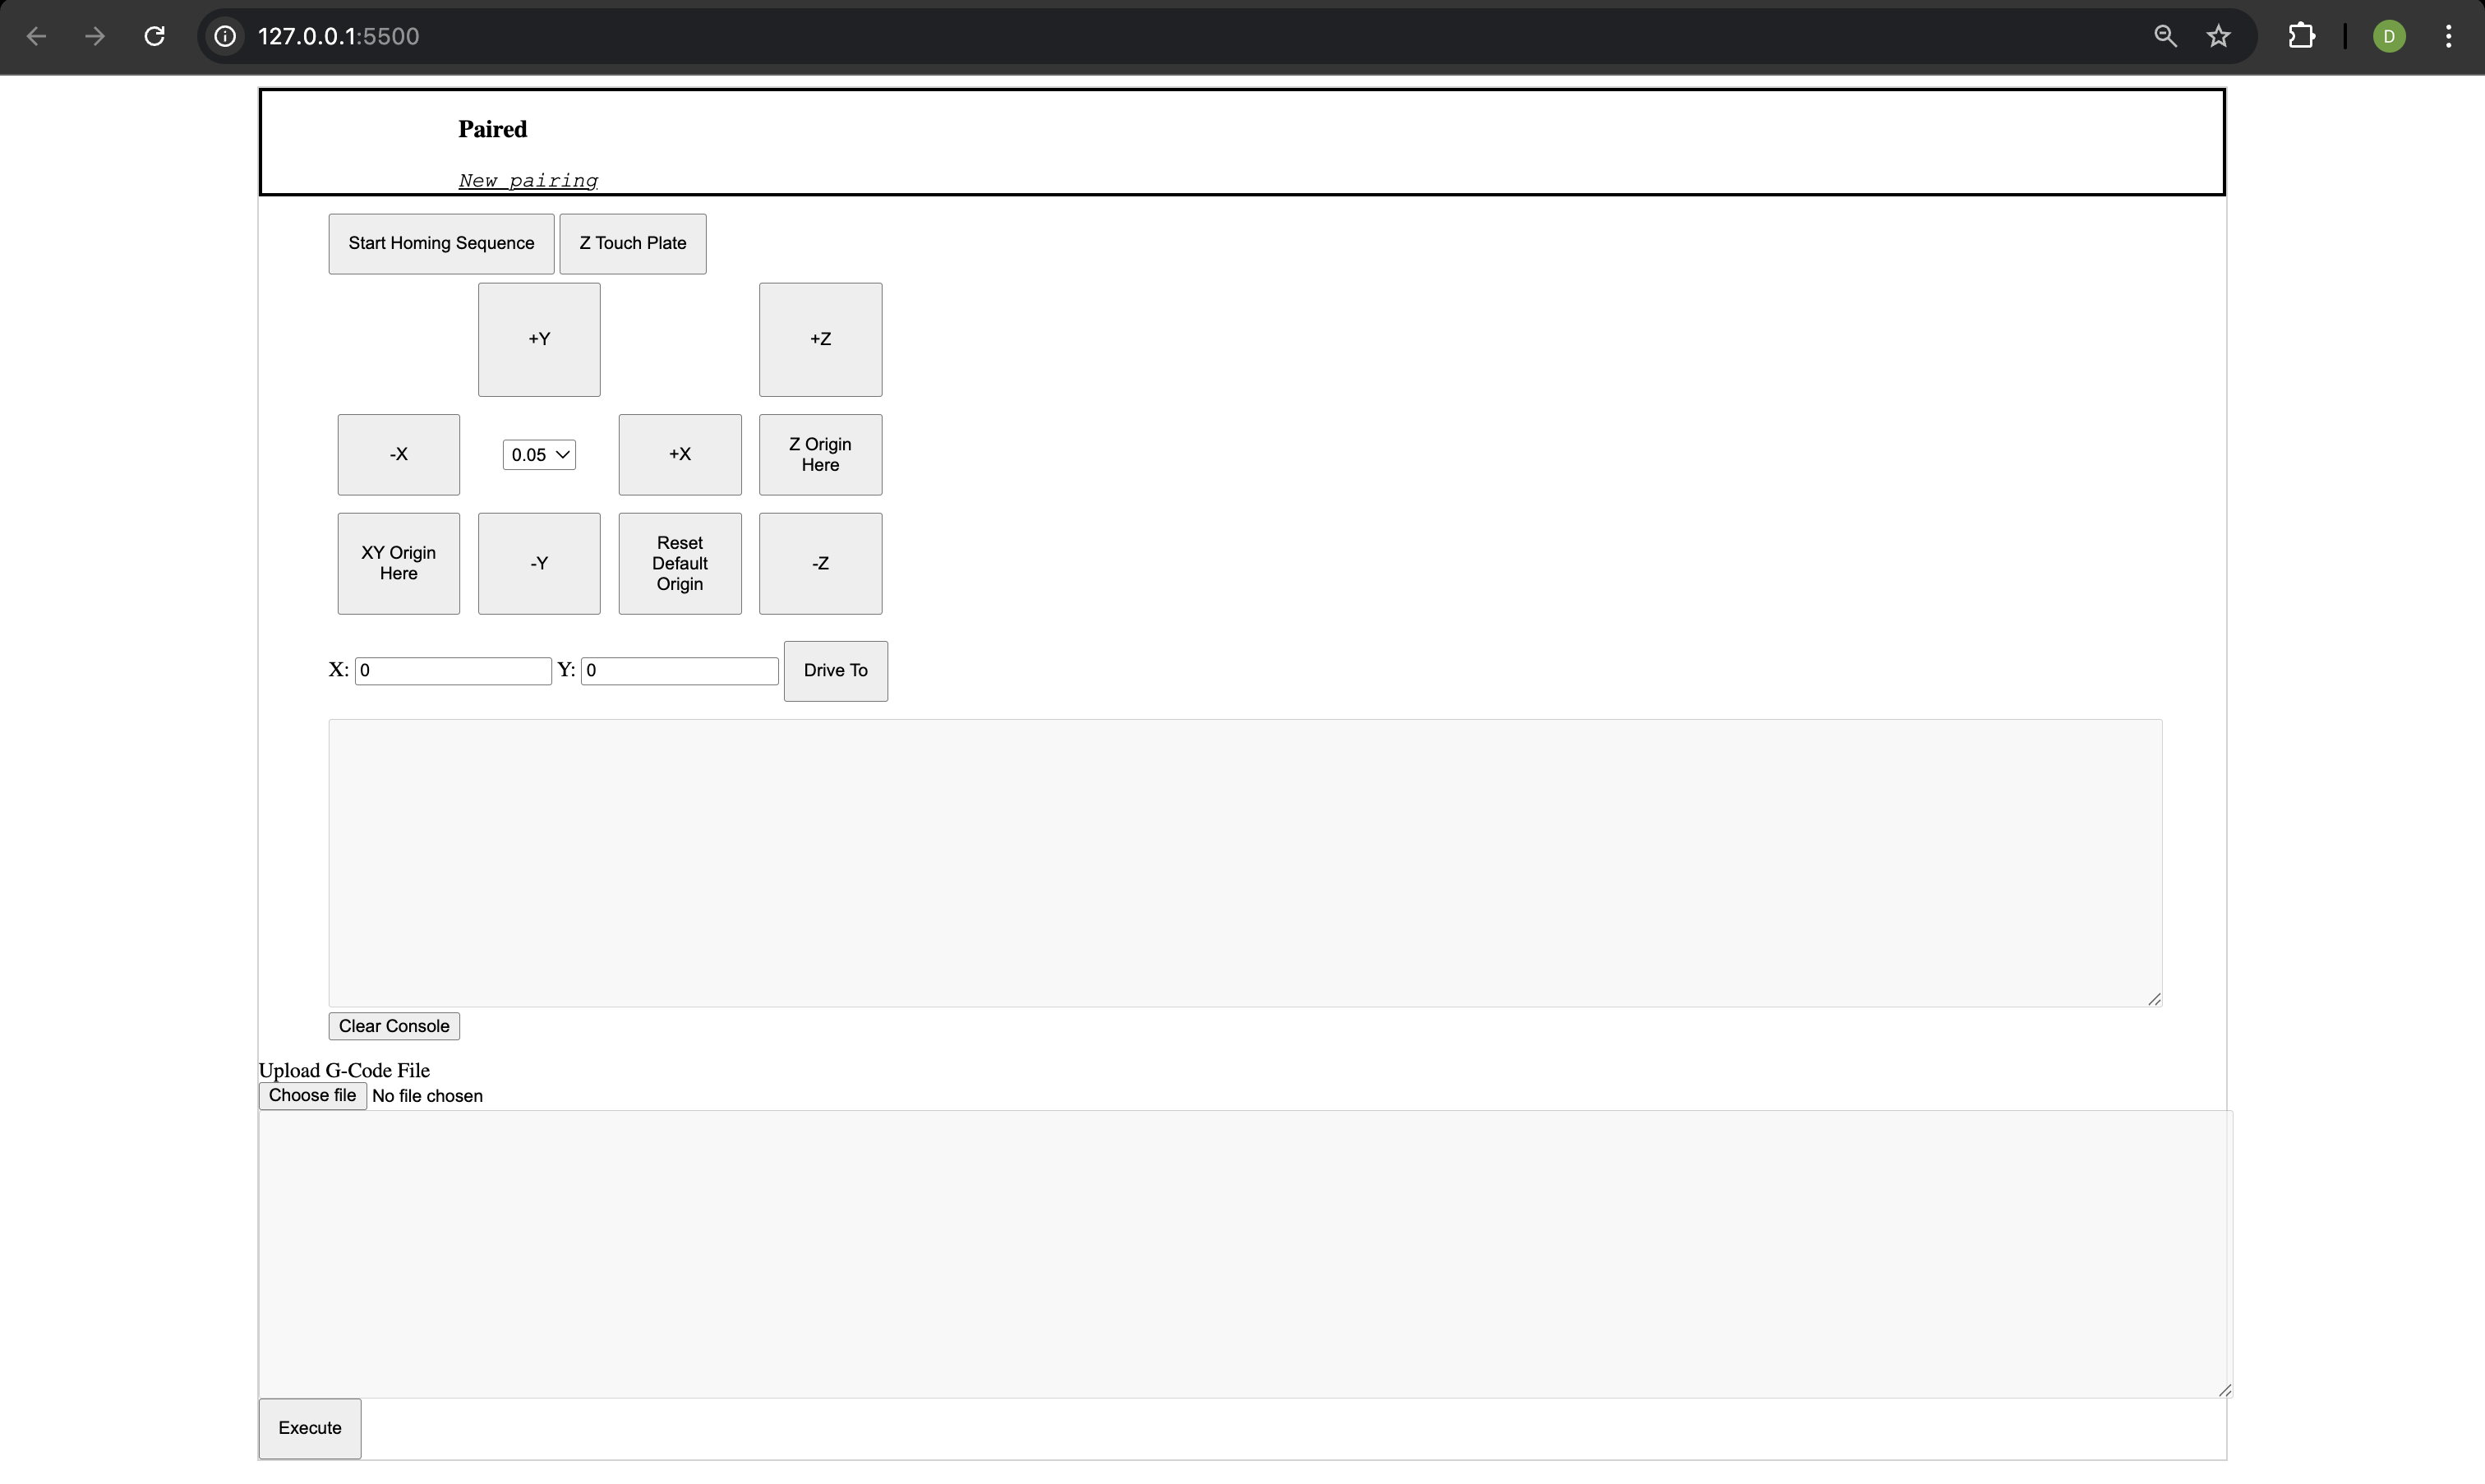 127.0.0.1:5500
D
Paired
New pairing
Start Homing Sequence
Z Touch Plate
+Y
+Z
-X
0.05
+X
Z Origin
Here
XY Origin
Here
-Y
Reset
Default
Origin
-Z
X: 0 Y: 0 Drive To
Clear Console
Upload G-Code File
Choose file No file chosen
Execute